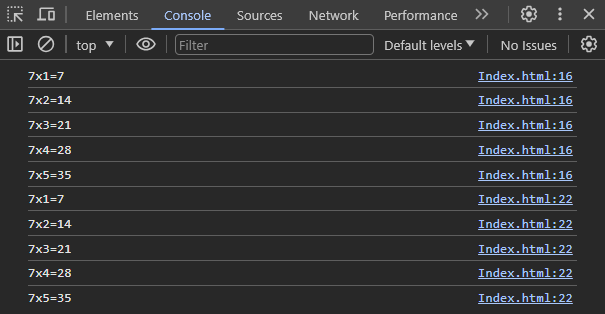 Elements Console Sources Network Performance
top Filter Default levels No Issues
7x1=7 Index.html:16
7x2=14 Index.html:16
7x3=21 Index.html:16
7x4=28 Index.html:16
7x5=35 Index.html:16
7x1=7 Index.html:22
7x2=14 Index.html:22
7x3=21 Index.html:22
7x4=28 Index.html:22
7x5=35 Index.html:22